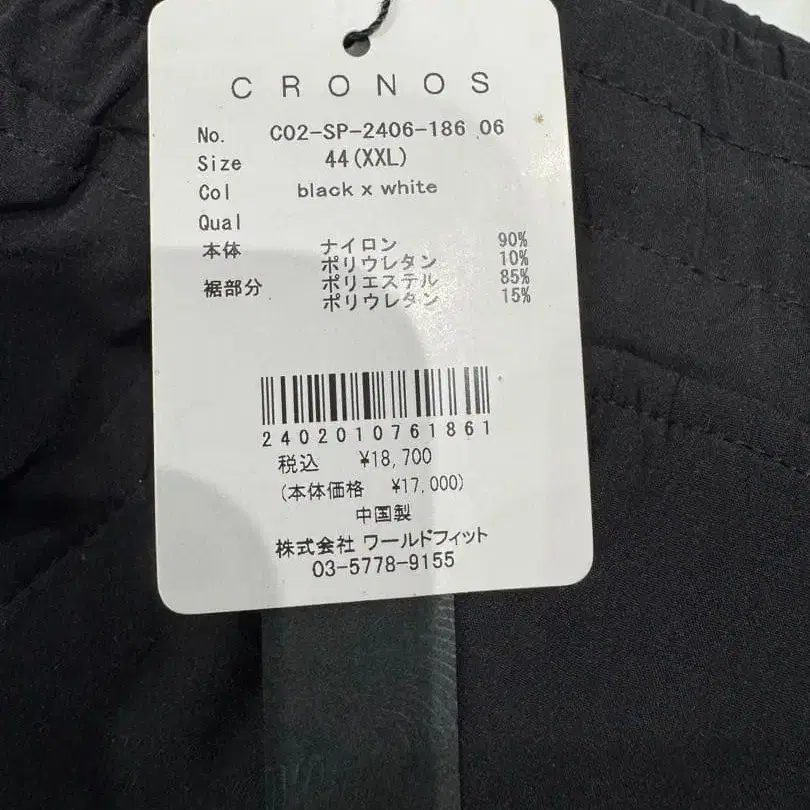 CRONOS
No. C02-SP-2406-186 06
Size 44(XXL)
Col black x white
Qual
本体 ナイロン 90%
ポリウレタン 10%
裾部分 ポリエステル 85%
ポリウレタン 15%
2402010761861
税込 ¥18,700
(本体価格 ¥17,000)
中国製
株式会社 ワールドフィット
03-5778-9155